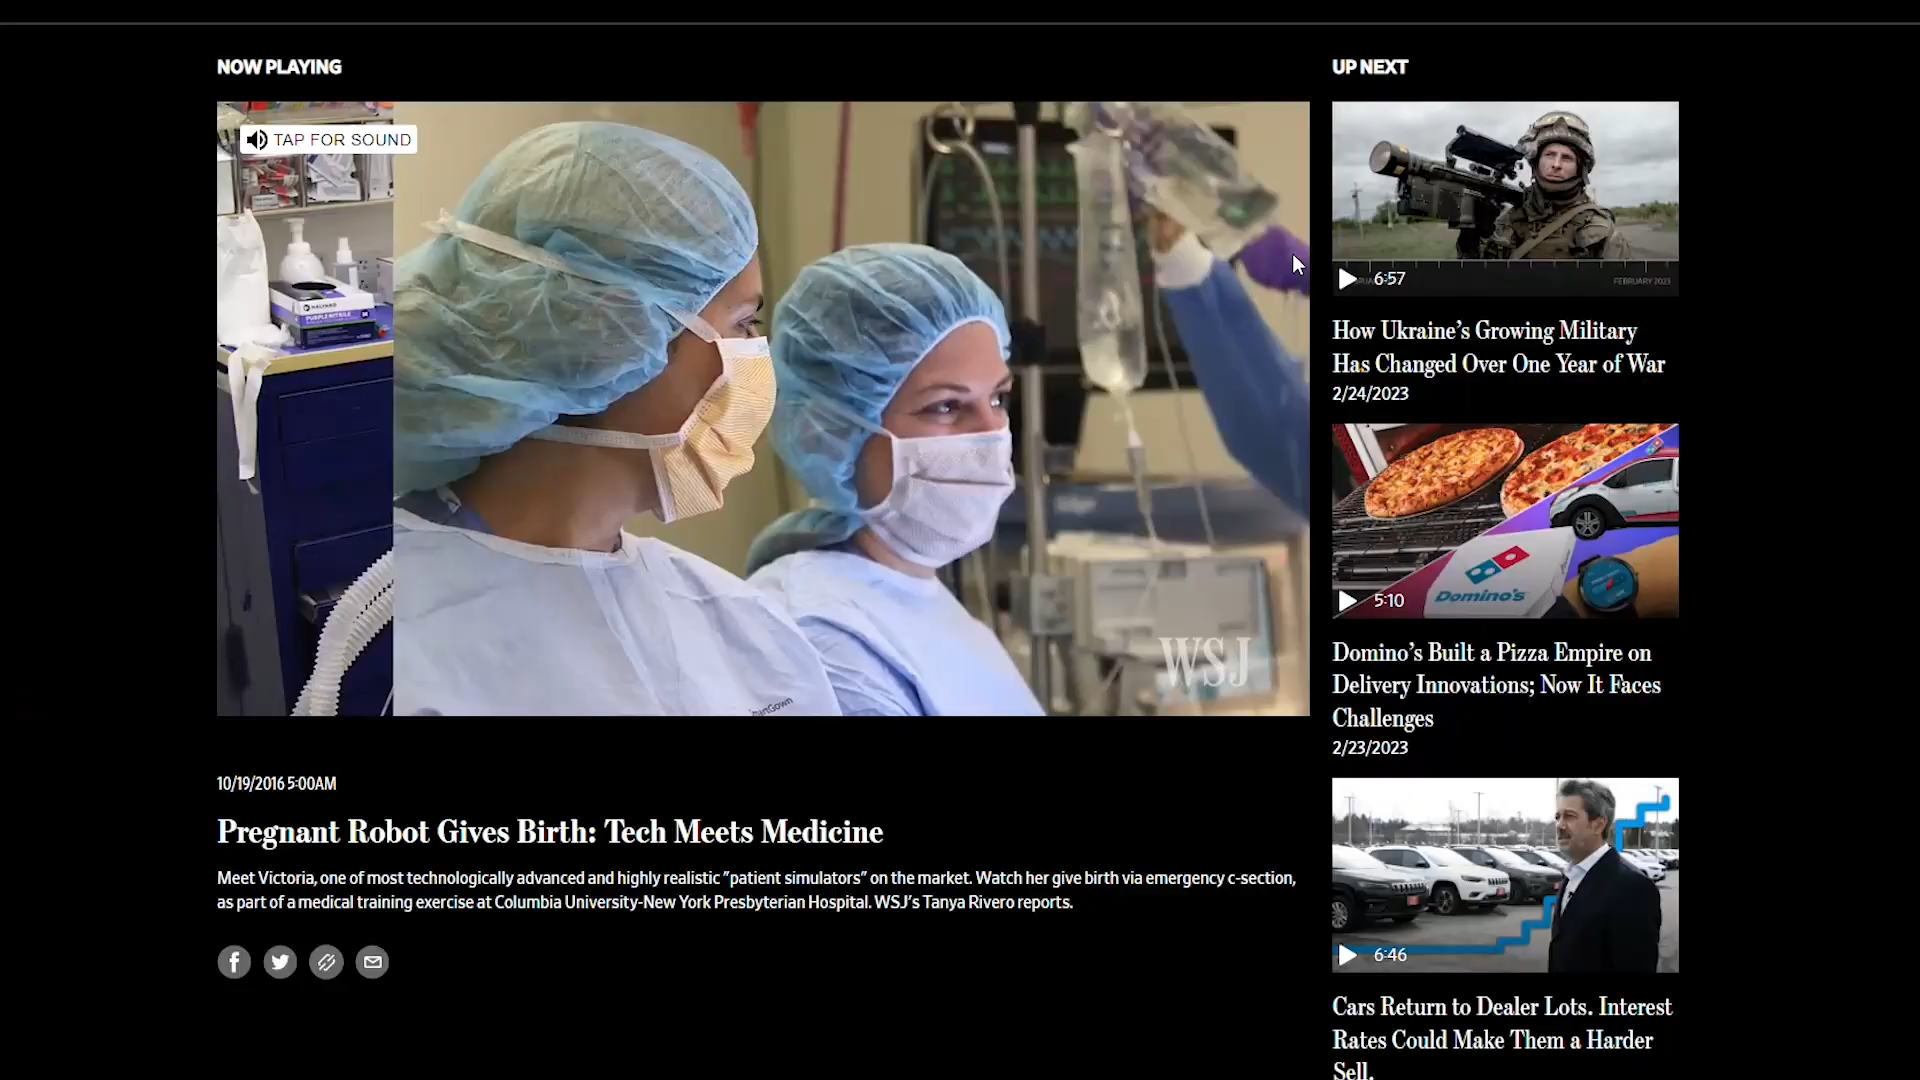 NOW PLAYING
TAP FOR SOUND
PURPLE NITRILE
WSJ
10/19/2016 5:00AM
Pregnant Robot Gives Birth: Tech Meets Medicine
Meet Victoria, one of most technologically advanced and highly realistic "patient simulators" on the market. Watch her give birth via emergency c-section,
as part of a medical training exercise at Columbia University-New York Presbyterian Hospital. WSJ's Tanya Rivero reports.
UP NEXT
6:57
FEBRUARY 2023
How Ukraine's Growing Military
Has Changed Over One Year of War
2/24/2023
Domino's
5:10
Domino's Built a Pizza Empire on
Delivery Innovations; Now It Faces
Challenges
2/23/2023
6:46
Cars Return to Dealer Lots. Interest
Rates Could Make Them a Harder
Sell.